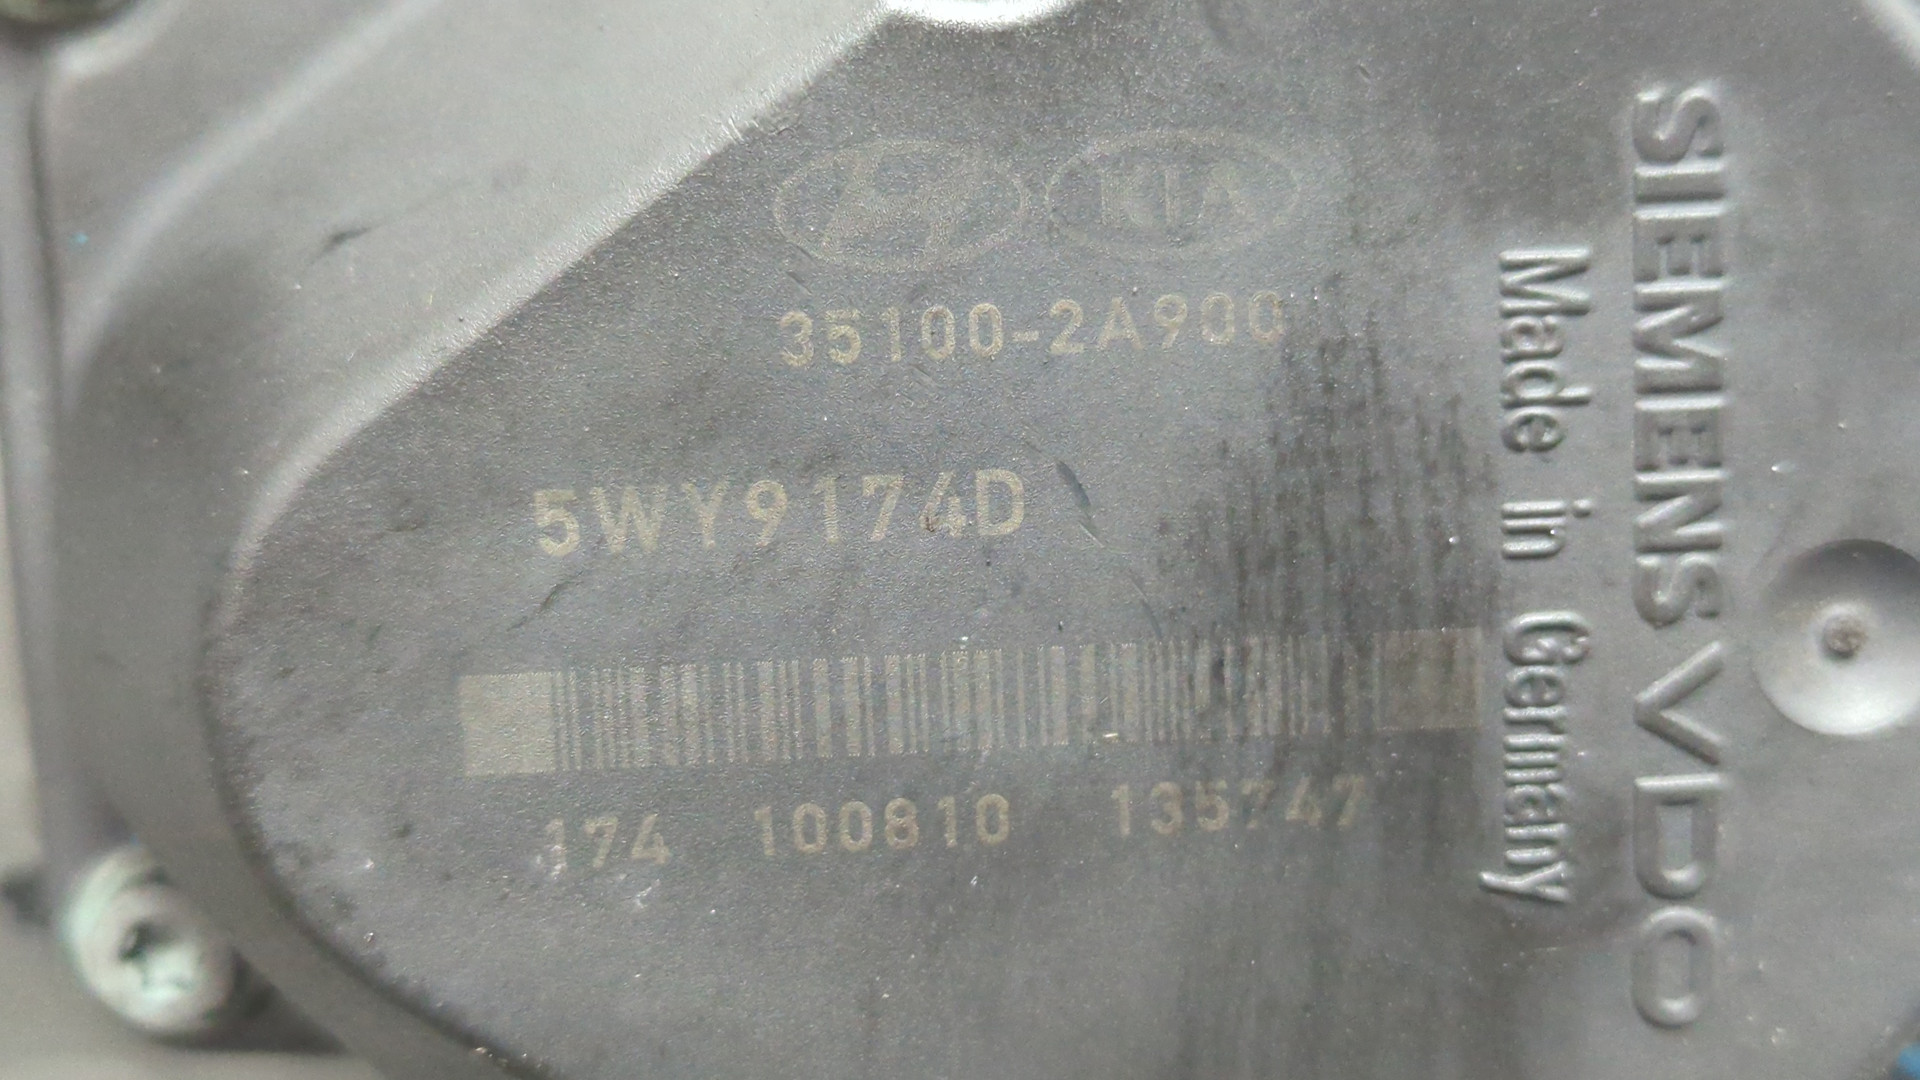 KIA
35100-2A900
5WY9174D
174 100810 135747
Made in Germany
SIEMENS VDO